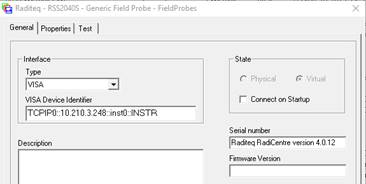 Raditeq - RSS2040S - Generic Field Probe - FieldProbes
General Properties Test
Interface
Type
VISA
VISA Device Identifier
TCPIP0::10.210.3.248::inst0::INSTR
Description
State
Physical Virtual
Connect on Startup
Serial number
Raditeq RadiCentre version 4.0.12
Firmware Version